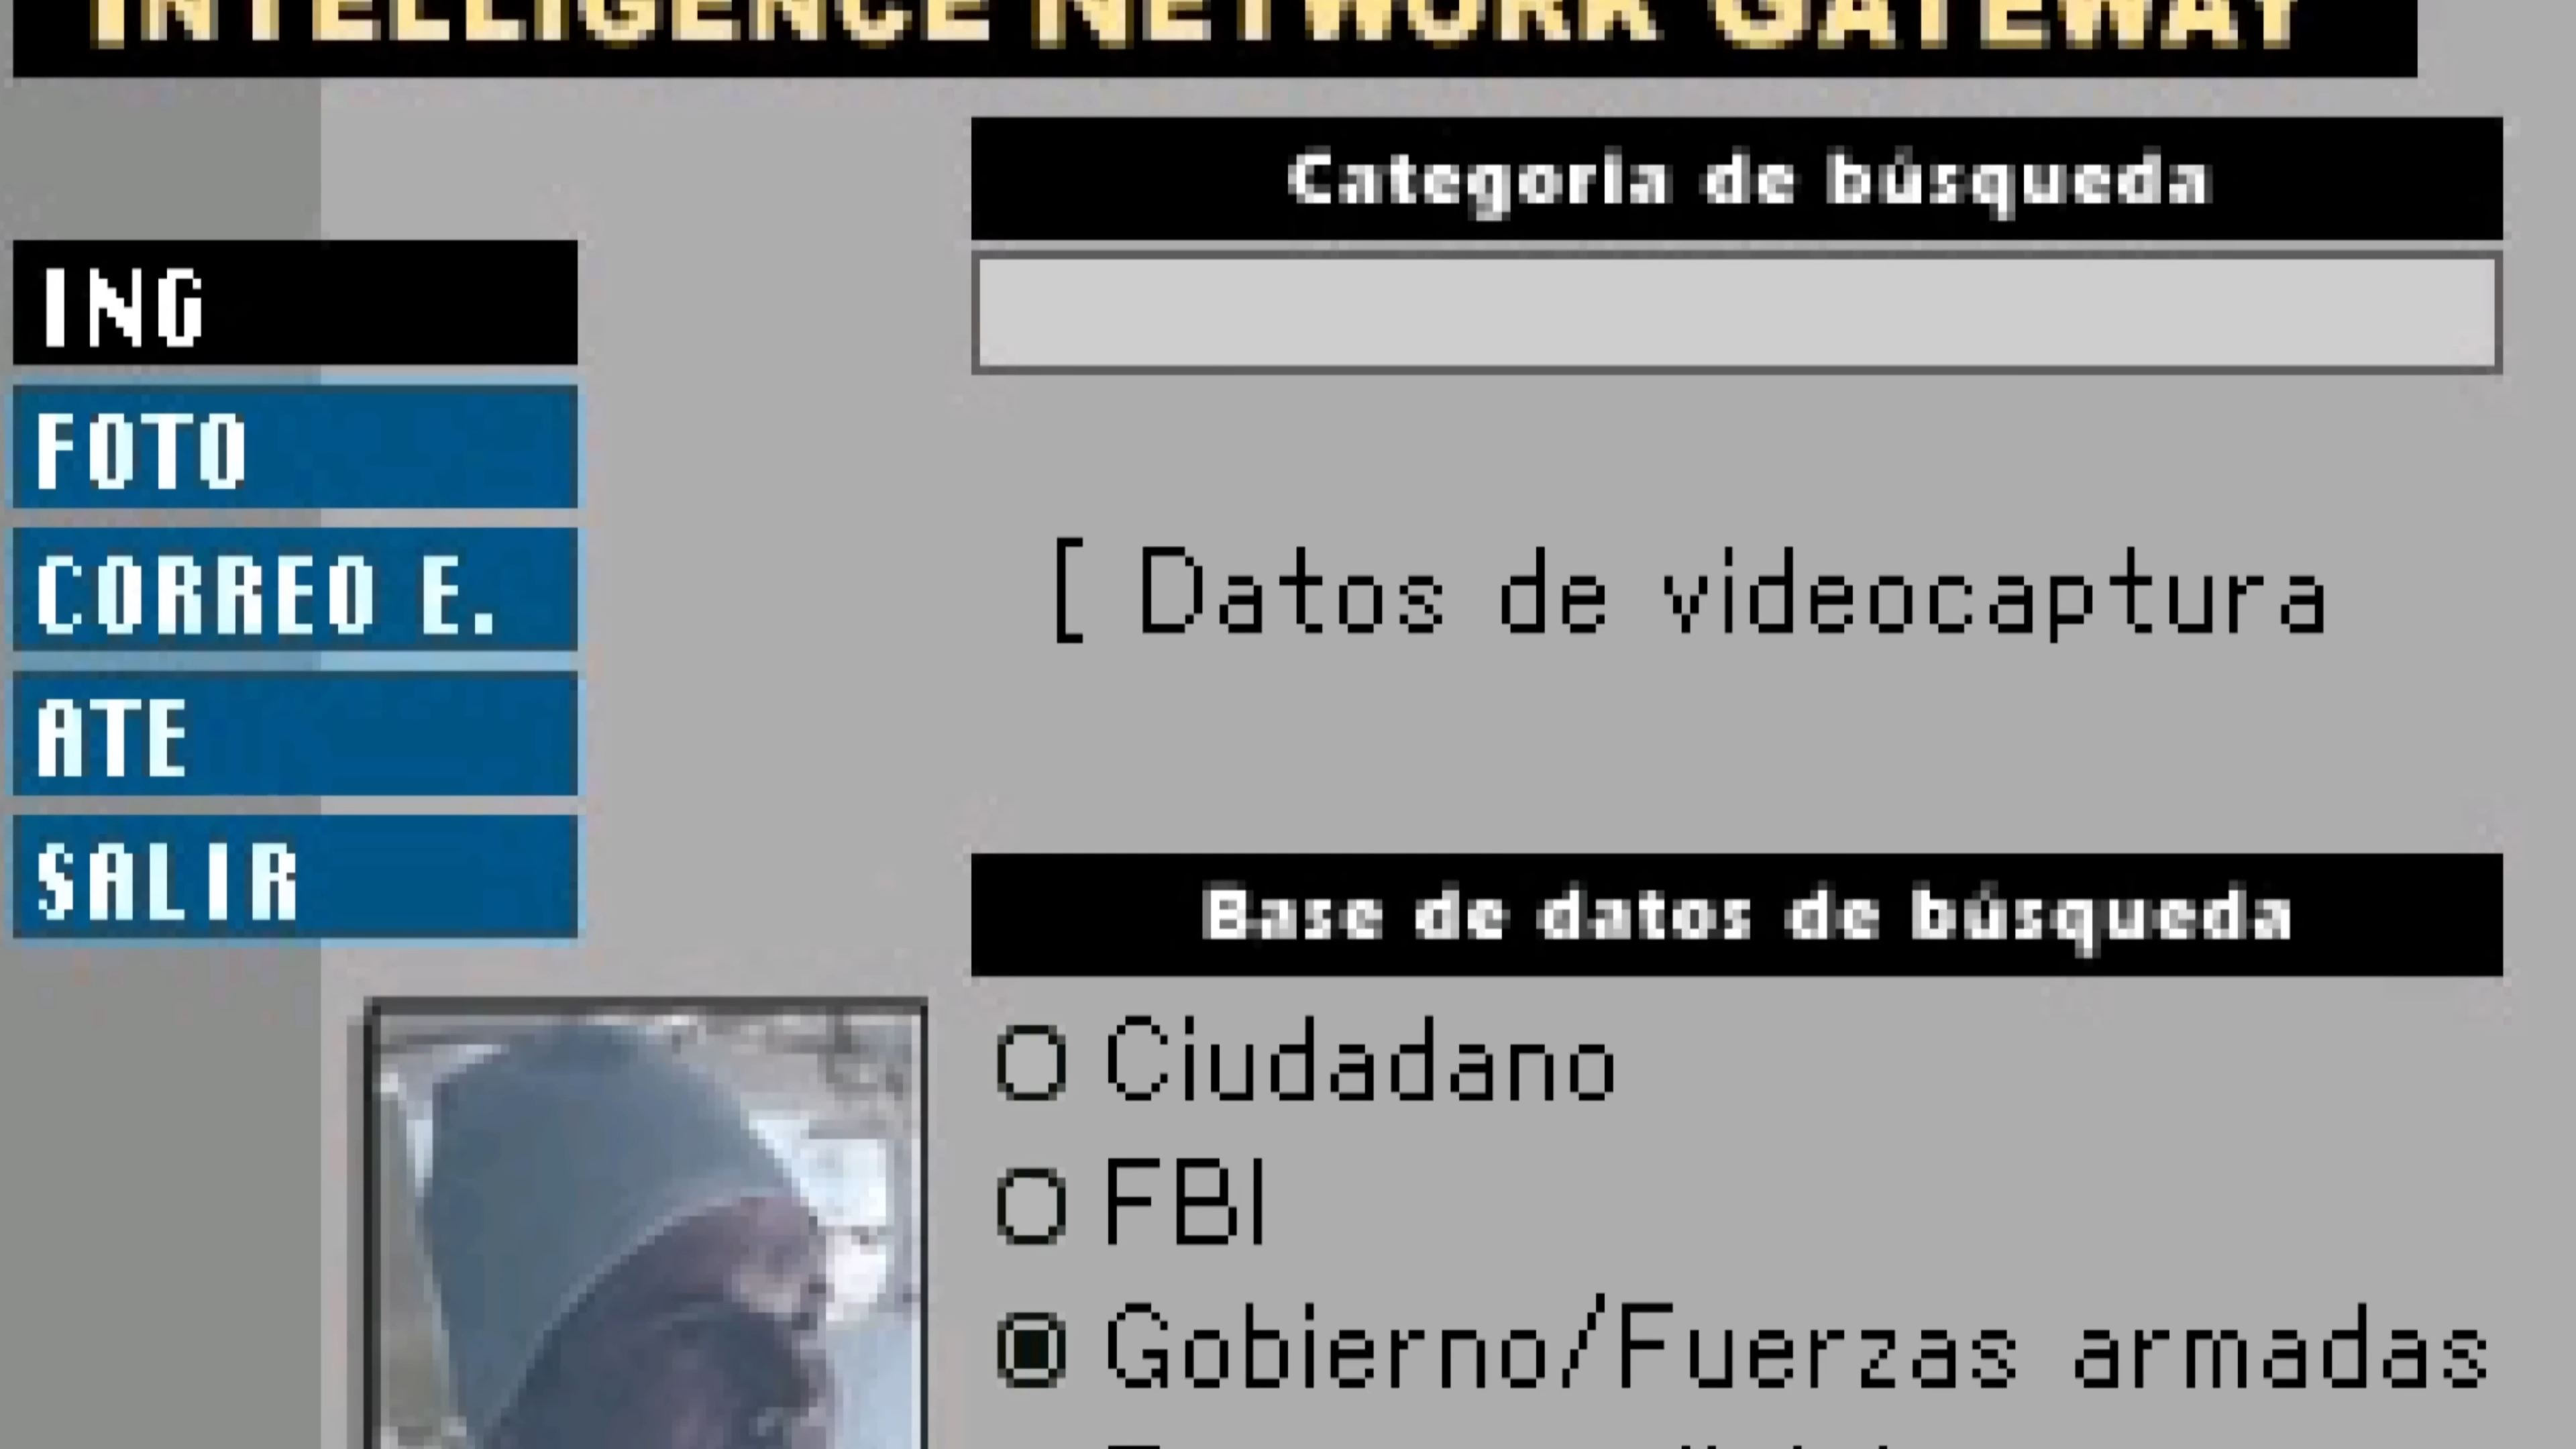 INTELLIGENCE NETWORK GATEWAY
Categoría de búsqueda
ING
FOTO
CORREO E.
[ Datos de videocaptura
ATE
SALIR
Base de datos de búsqueda
Ciudadano
FBI
Gobierno/Fuerzas armadas